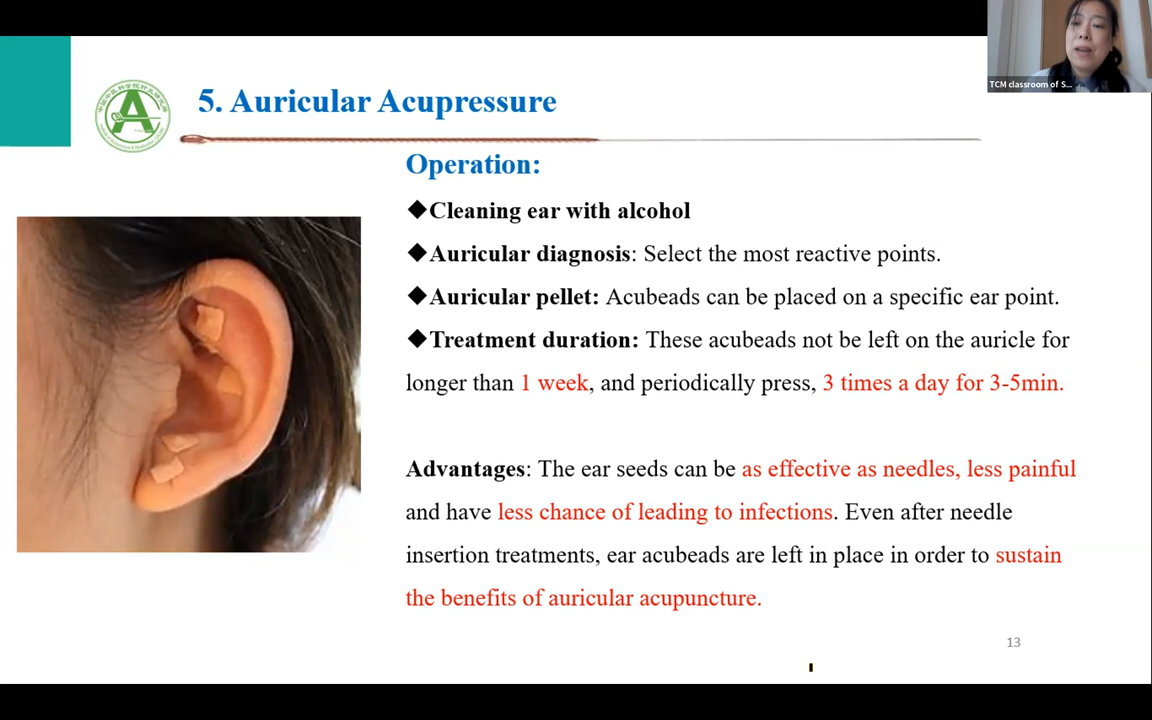 TCM classroom of S...
5. Auricular Acupressure
Operation:
◆Cleaning ear with alcohol
◆Auricular diagnosis: Select the most reactive points.
◆Auricular pellet: Acubeads can be placed on a specific ear point.
◆Treatment duration: These acubeads not be left on the auricle for
longer than 1 week, and periodically press, 3 times a day for 3-5min.
Advantages: The ear seeds can be as effective as needles, less painful
and have less chance of leading to infections. Even after needle
insertion treatments, ear acubeads are left in place in order to sustain
the benefits of auricular acupuncture.
13